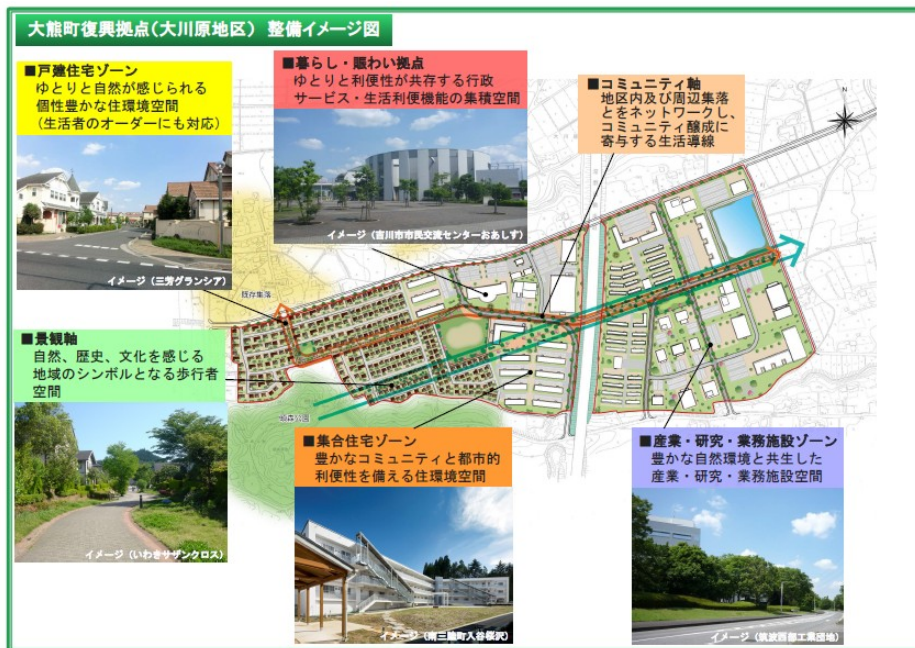 大熊町復興拠点(大川原地区) 整備イメージ図
■戸建住宅ゾーン
ゆとりと自然が感じられる
個性豊かな住環境空間
(生活者のオーダーにも対応)
イメージ(三芳グランシア)
■暮らし・賑わい拠点
ゆとりと利便性が共存する行政
サービス・生活利便機能の集積空間
イメージ(吉川市市民交流センターおあしす)
■コミュニティ軸
地区内及び周辺集落
とをネットワークし、
コミュニティ醸成に
寄与する生活導線
N
既存集落
■景観軸
自然、歴史、文化を感じる
地域のシンボルとなる歩行者
空間
イメージ(いわきサザンクロス)
■集合住宅ゾーン
豊かなコミュニティと都市的
利便性を備える住環境空間
イメージ(南三陸町入谷桜沢)
■産業・研究・業務施設ゾーン
豊かな自然環境と共生した
産業・研究・業務施設空間
イメージ(筑波西部工業団地)